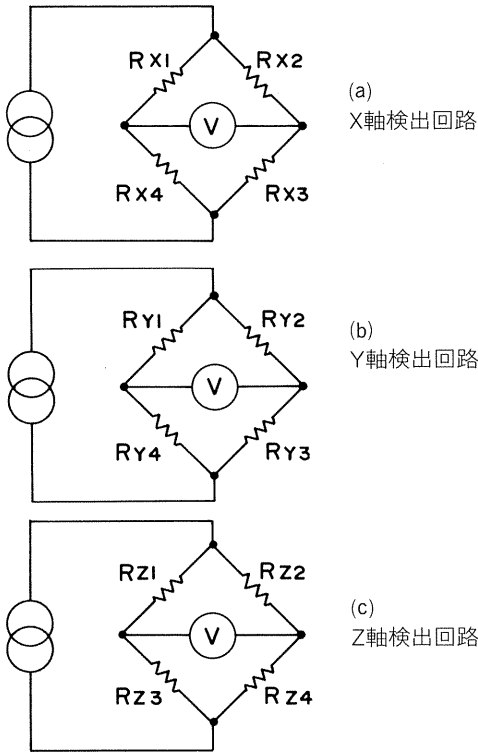 RX1 RX2
V
RX4 RX3
(a)
X軸検出回路
RY1 RY2
V
RY4 RY3
(b)
Y軸検出回路
RZ1 RZ2
V
RZ3 RZ4
(c)
Z軸検出回路